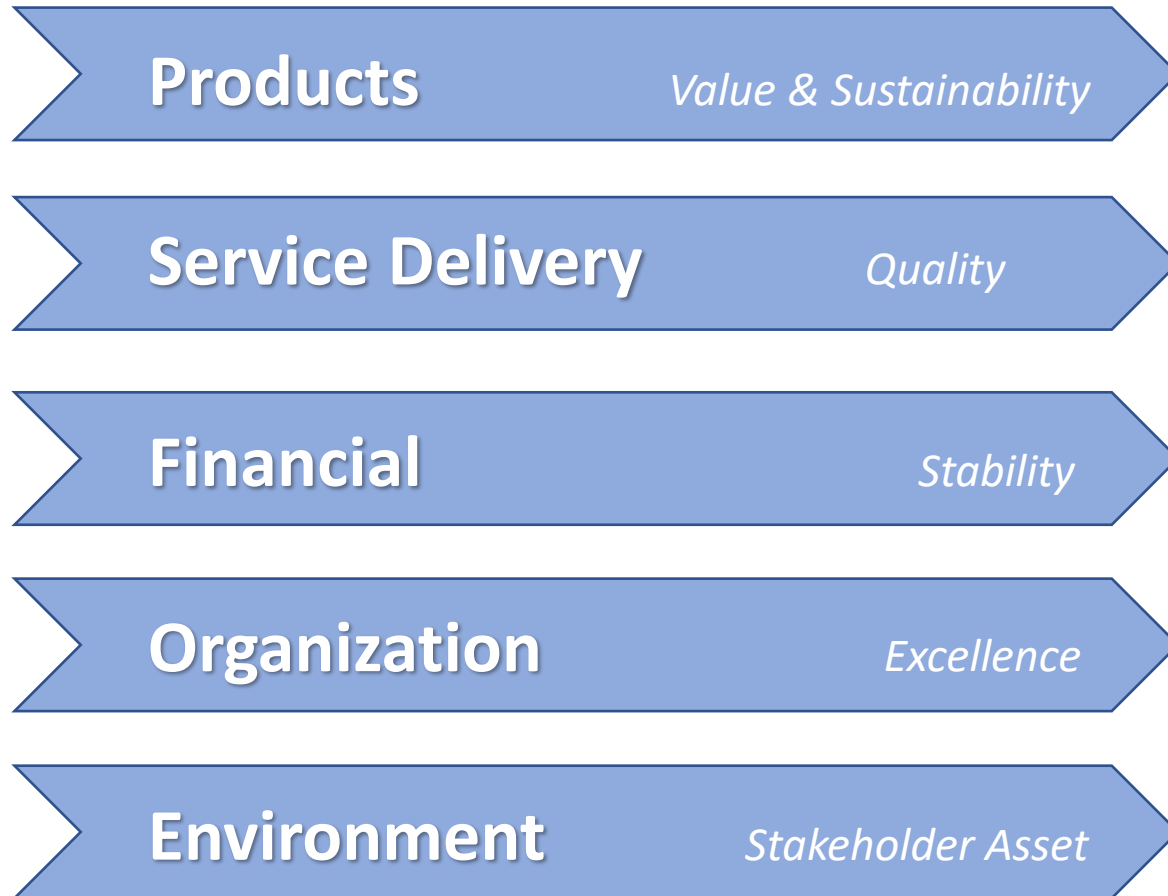 Products Value & Sustainability
Service Delivery Quality
Financial Stability
Organization Excellence
Environment Stakeholder Asset